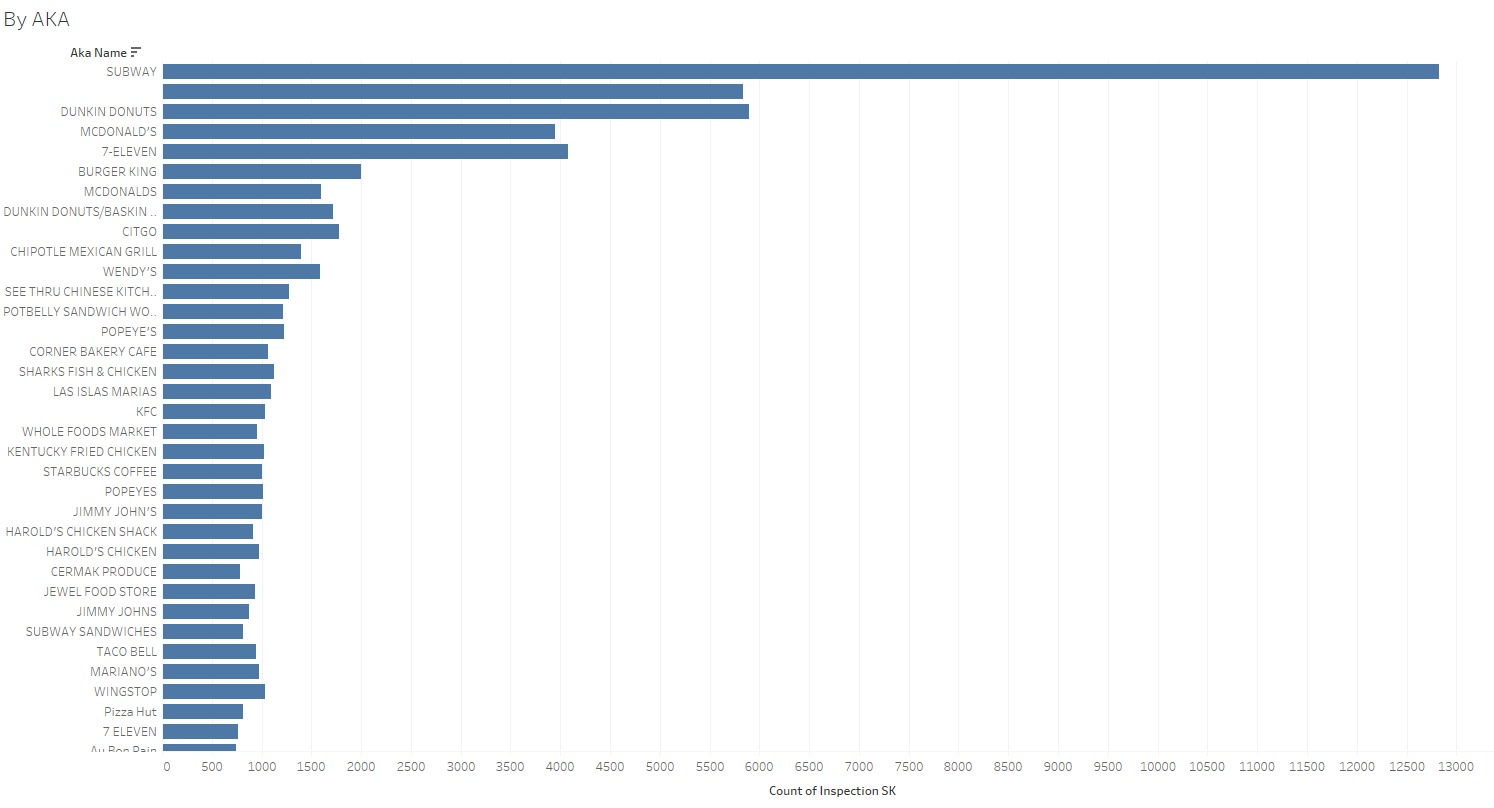 By AKA
Aka Name
SUBWAY
DUNKIN DONUTS
MCDONALD'S
7-ELEVEN
BURGER KING
MCDONALDS
DUNKIN DONUTS/BASKIN ..
CITGO
CHIPOTLE MEXICAN GRILL
WENDY'S
SEE THRU CHINESE KITCH..
POTBELLY SANDWICH WO..
POPEYE'S
CORNER BAKERY CAFE
SHARKS FISH & CHICKEN
LAS ISLAS MARIAS
KFC
WHOLE FOODS MARKET
KENTUCKY FRIED CHICKEN
STARBUCKS COFFEE
POPEYES
JIMMY JOHN'S
HAROLD'S CHICKEN SHACK
HAROLD'S CHICKEN
CERMAK PRODUCE
JEWEL FOOD STORE
JIMMY JOHNS
SUBWAY SANDWICHES
TACO BELL
MARIANO'S
WINGSTOP
Pizza Hut
7 ELEVEN
Au Bon Pain
0 500 1000 1500 2000 2500 3000 3500 4000 4500 5000 5500 6000 6500 7000 7500 8000 8500 9000 9500 10000 10500 11000 11500 12000 12500 13000
Count of Inspection SK